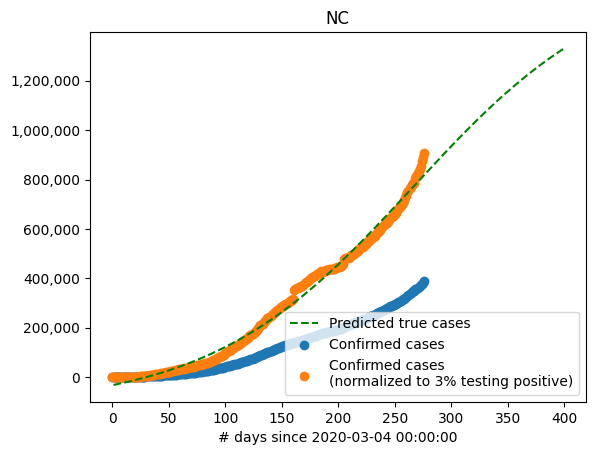 NC
1,200,000
1,000,000
800,000
600,000
400,000
200,000
0
Predicted true cases
Confirmed cases
Confirmed cases
(normalized to 3% testing positive)
0 50 100 150 200 250 300 350 400
# days since 2020-03-04 00:00:00